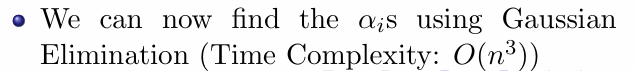 • We can now find the αᵢs using Gaussian
Elimination (Time Complexity: O(n³))